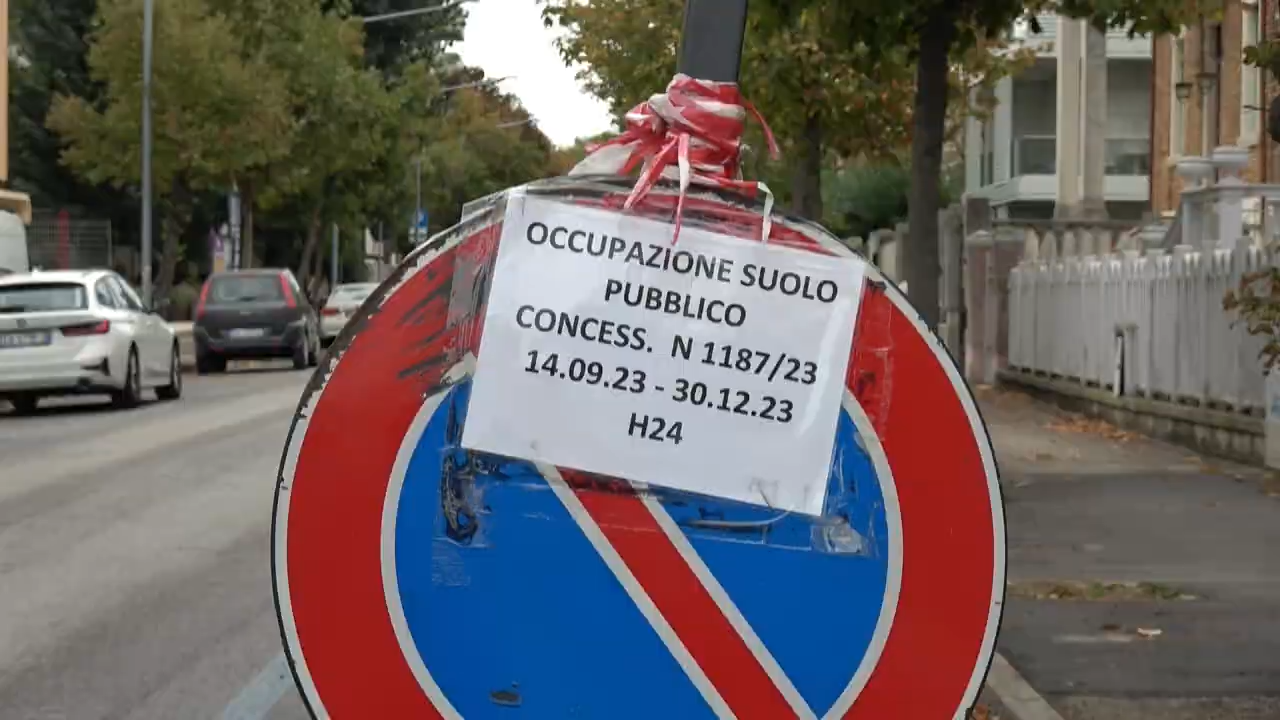 OCCUPAZIONE SUOLO
PUBBLICO
CONCESS. N 1187/23
14.09.23 - 30.12.23
H24